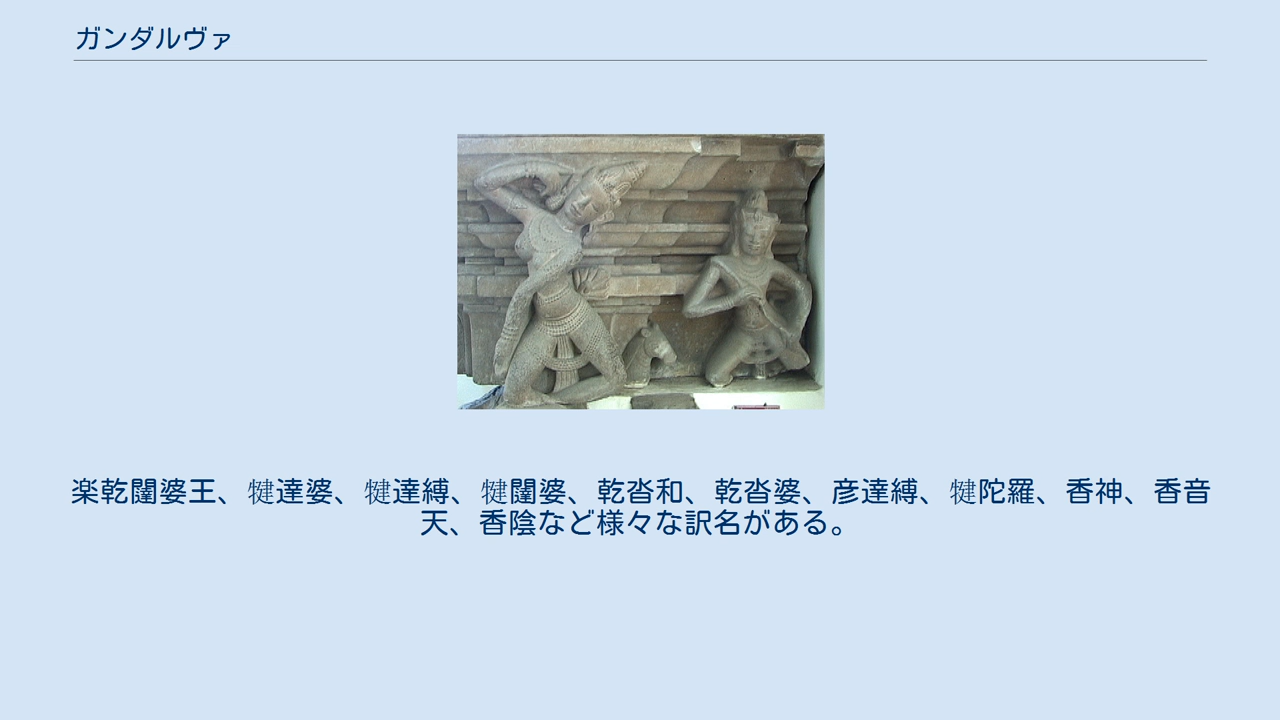 ガンダルヴァ
楽乾闥婆王、犍達婆、犍達縛、犍闥婆、乾沓和、乾沓婆、彦達縛、犍陀羅、香神、香音
天、香陰など様々な訳名がある。